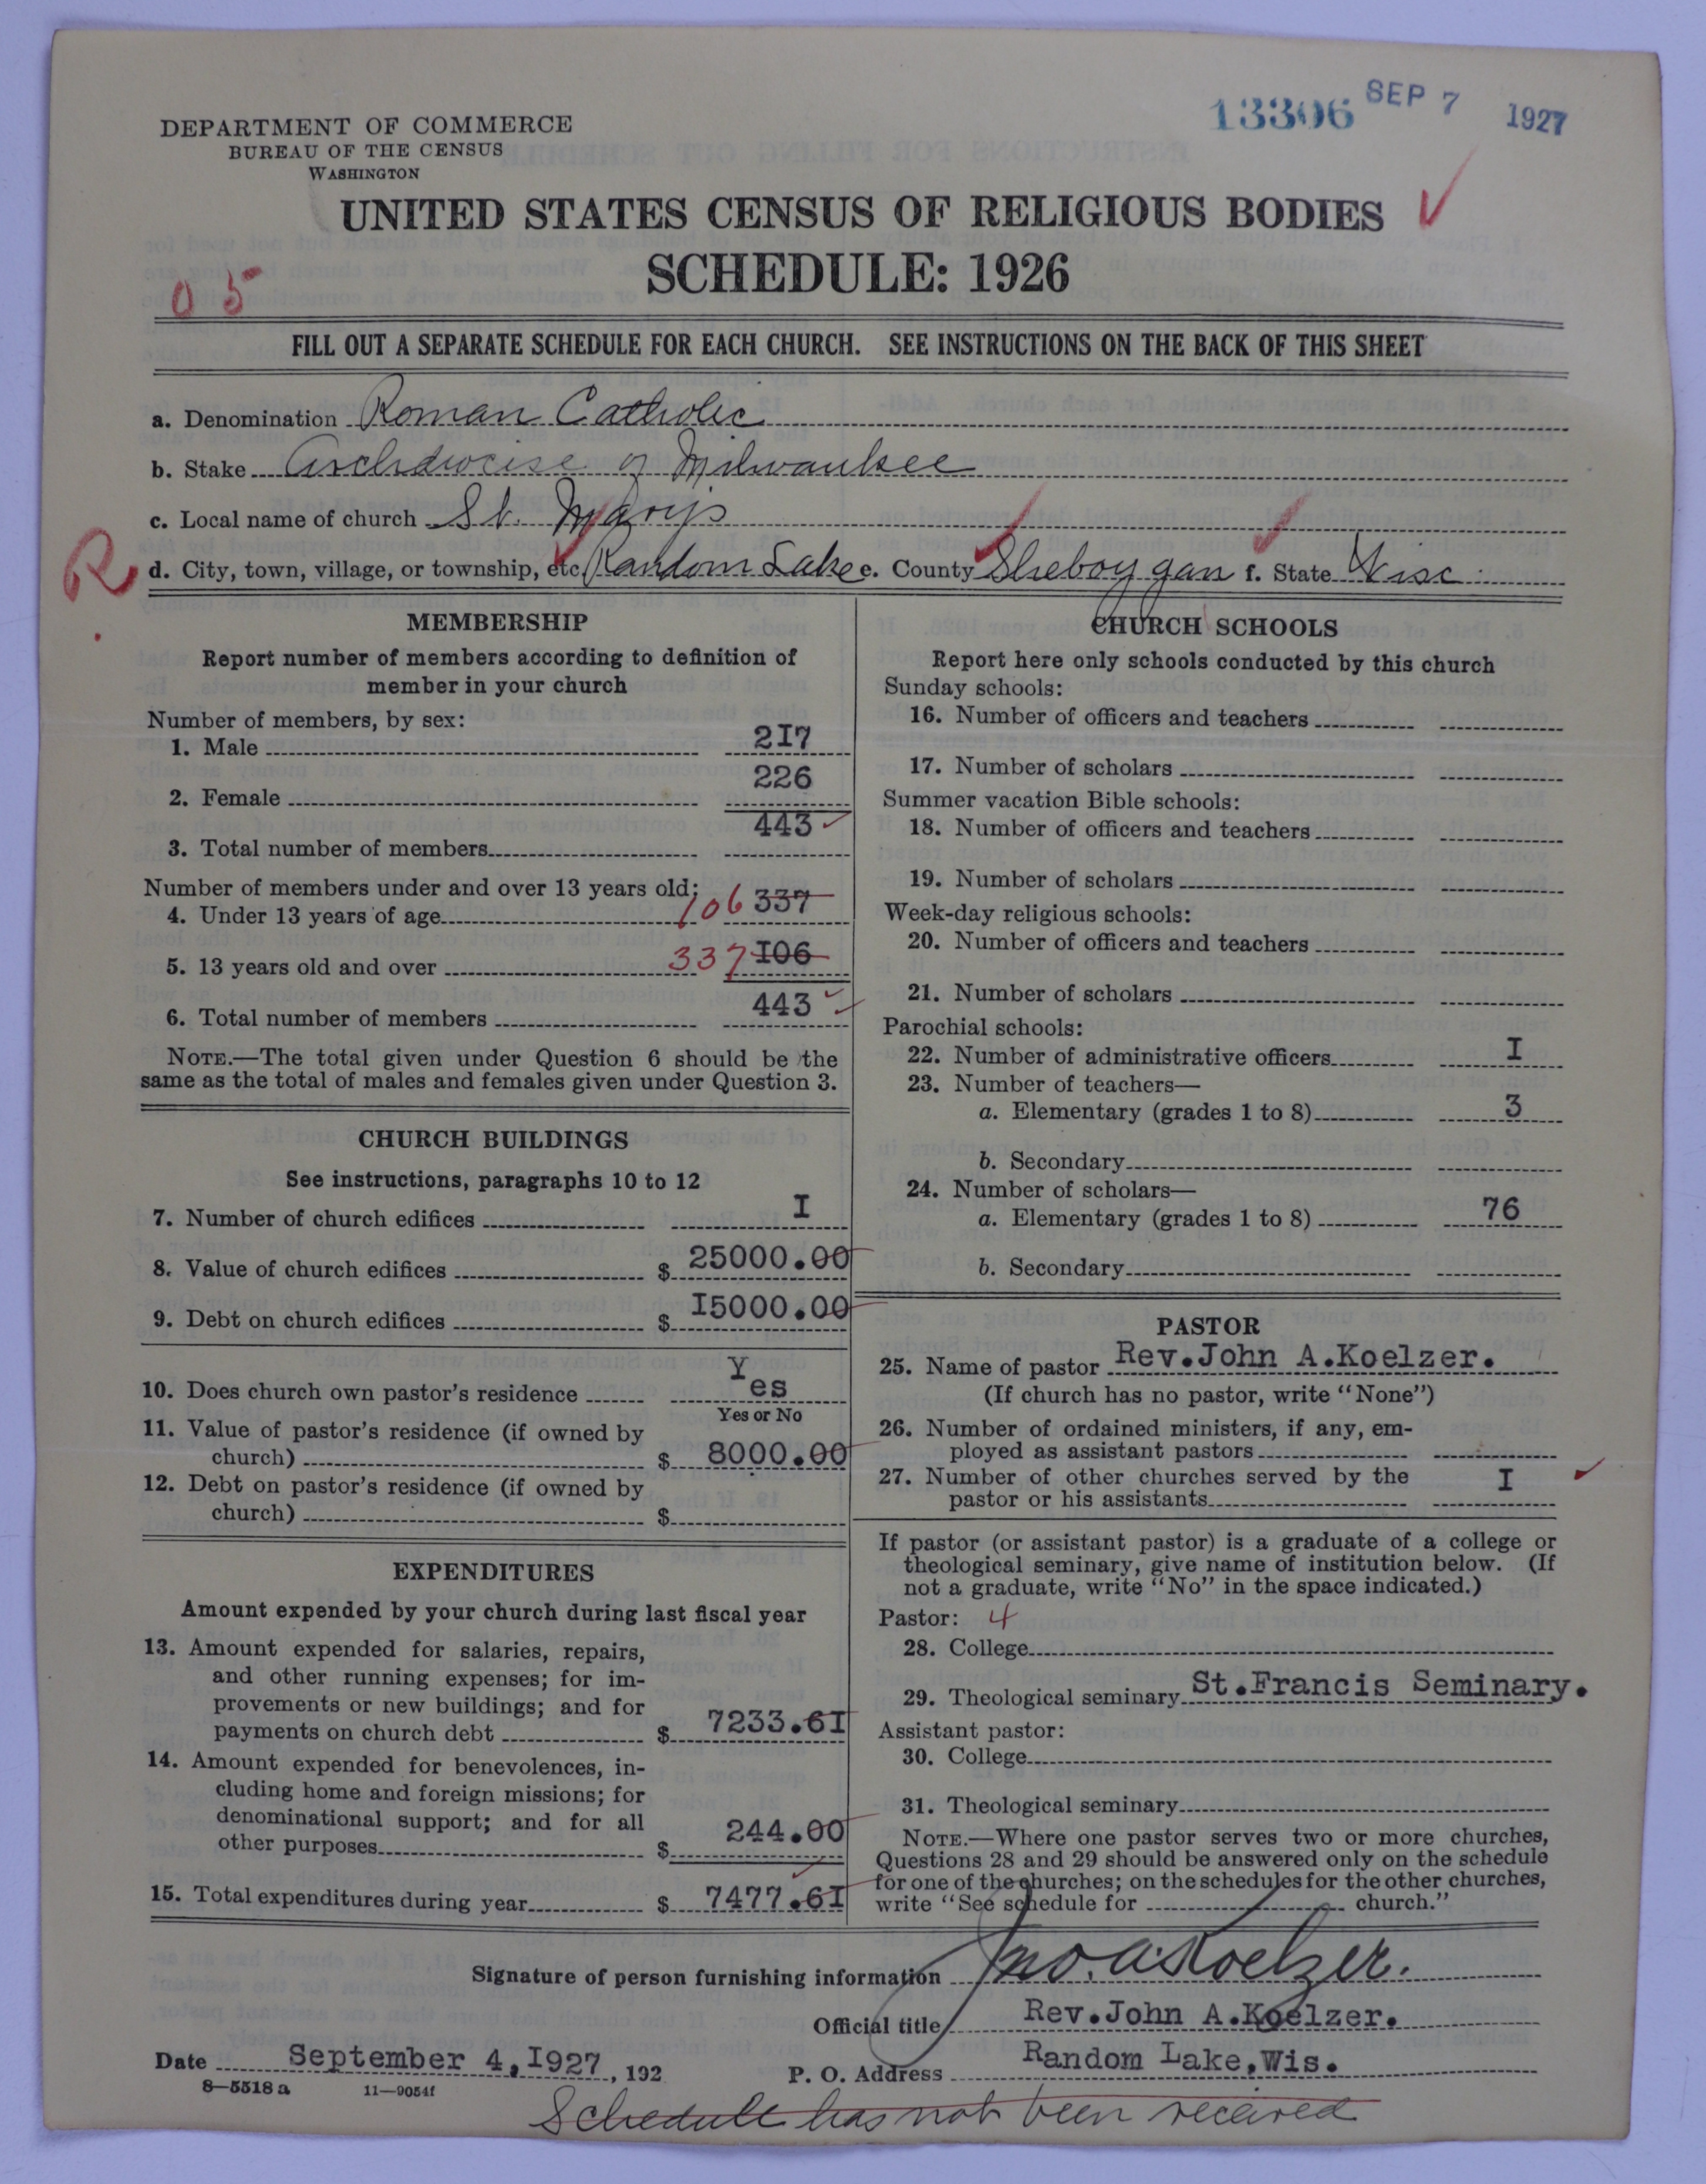 13306 SEP 7 1927
DEPARTMENT OF COMMERCE
BUREAU OF THE CENSUS
WASHINGTON
UNITED STATES CENSUS OF RELIGIOUS BODIES
SCHEDULE: 1926
05
FILL OUT A SEPARATE SCHEDULE FOR EACH CHURCH. SEE INSTRUCTIONS ON THE BACK OF THIS SHEET
a. Denomination Roman Catholic
b. Stake Archdiocise of Milwaukee
c. Local name of church St. Marys
R d. City, town, village, or township, etc. Random Lake e. County Sheboygan f. State Wisc
MEMBERSHIP
Report number of members according to definition of
member in your church
Number of members, by sex:
1. Male 2I7
2. Female 226
3. Total number of members 443
Number of members under and over 13 years old:
4. Under 13 years of age 106 337
5. 13 years old and over 337 I06
6. Total number of members 443
NOTE.—The total given under Question 6 should be the
same as the total of males and females given under Question 3.
CHURCH BUILDINGS
See instructions, paragraphs 10 to 12
7. Number of church edifices I
8. Value of church edifices $ 25000.00
9. Debt on church edifices $ I5000.00
10. Does church own pastor's residence Yes
Yes or No
11. Value of pastor's residence (if owned by
church) $ 8000.00
12. Debt on pastor's residence (if owned by
church) $
EXPENDITURES
Amount expended by your church during last fiscal year
13. Amount expended for salaries, repairs,
and other running expenses; for im-
provements or new buildings; and for
payments on church debt $ 7233.6I
14. Amount expended for benevolences, in-
cluding home and foreign missions; for
denominational support; and for all
other purposes $ 244.00
15. Total expenditures during year $ 7477.6I
CHURCH SCHOOLS
Report here only schools conducted by this church
Sunday schools:
16. Number of officers and teachers
17. Number of scholars
Summer vacation Bible schools:
18. Number of officers and teachers
19. Number of scholars
Week-day religious schools:
20. Number of officers and teachers
21. Number of scholars
Parochial schools:
22. Number of administrative officers I
23. Number of teachers—
a. Elementary (grades 1 to 8) 3
b. Secondary
24. Number of scholars—
a. Elementary (grades 1 to 8) 76
b. Secondary
PASTOR
25. Name of pastor Rev.John A.Koelzer.
(If church has no pastor, write "None")
26. Number of ordained ministers, if any, em-
ployed as assistant pastors
27. Number of other churches served by the
pastor or his assistants I
If pastor (or assistant pastor) is a graduate of a college or
theological seminary, give name of institution below. (If
not a graduate, write "No" in the space indicated.)
Pastor: 4
28. College
29. Theological seminary St.Francis Seminary.
Assistant pastor:
30. College
31. Theological seminary
NOTE.—Where one pastor serves two or more churches,
Questions 28 and 29 should be answered only on the schedule
for one of the churches; on the schedules for the other churches,
write "See schedule for church."
Signature of person furnishing information Jno. A. Koelzer.
Official title Rev.John A.Koelzer.
Date September 4,I927, 192 P. O. Address Random Lake,Wis.
8—5518 a 11—9054f
Schedule has not been received